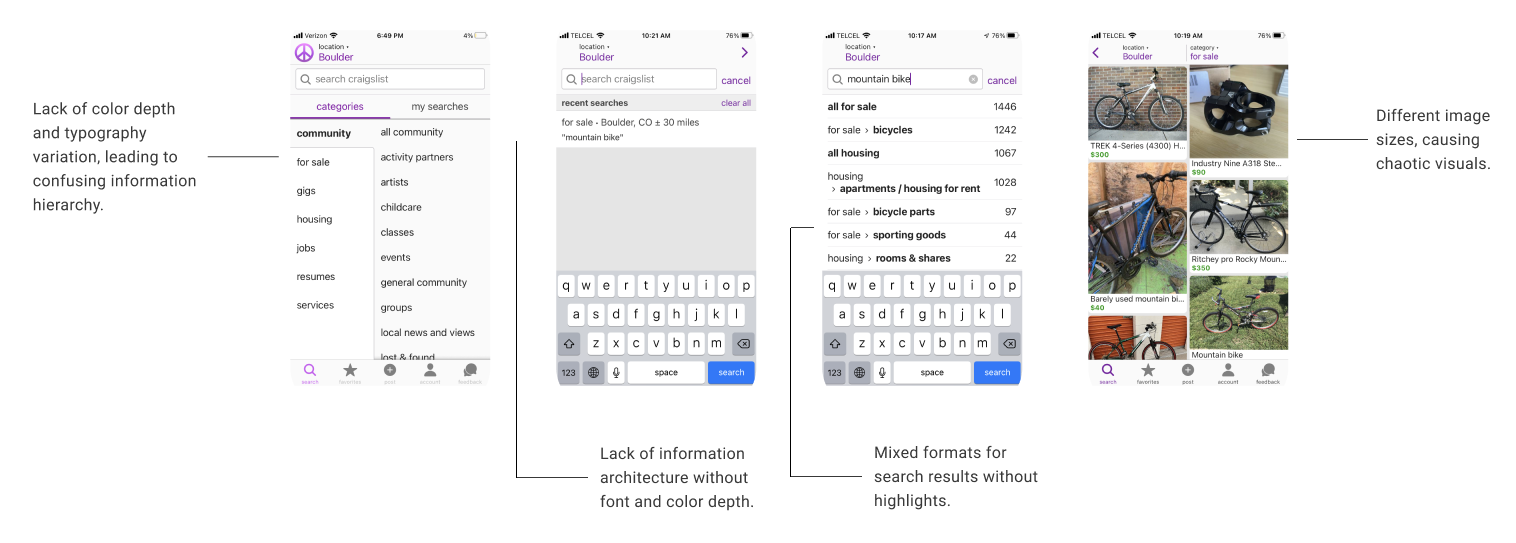 Lack of color depth
and typography
variation, leading to
confusing information
hierarchy.
Verizon 6:49 PM 4%
location
Boulder
search craigslist
categories my searches
community
for sale
gigs
housing
jobs
resumes
services
all community
activity partners
artists
childcare
classes
events
general community
groups
local news and views
lost & found
search favorites post account feedback
TELCEL 10:21 AM 76%
location
Boulder
search craigslist cancel
recent searches clear all
for sale • Boulder, CO ± 30 miles
"mountain bike"
q w e r t y u i o p
a s d f g h j k l
z x c v b n m
123 space search
Lack of information
architecture without
font and color depth.
TELCEL 10:17 AM 76%
location
Boulder
mountain bike cancel
all for sale 1446
for sale › bicycles 1242
all housing 1067
housing
› apartments / housing for rent 1028
for sale › bicycle parts 97
for sale › sporting goods 44
housing › rooms & shares 22
q w e r t y u i o p
a s d f g h j k l
z x c v b n m
123 space search
Mixed formats for
search results without
highlights.
TELCEL 10:19 AM 76%
location category
Boulder for sale
TREK 4-Series (4300) H...
$300
Industry Nine A318 Ste...
$90
Barely used mountain bi...
$40
Ritchey pro Rocky Moun...
$350
Mountain bike
search favorites post account feedback
Different image
sizes, causing
chaotic visuals.